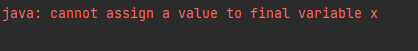 java: cannot assign a value to final variable x